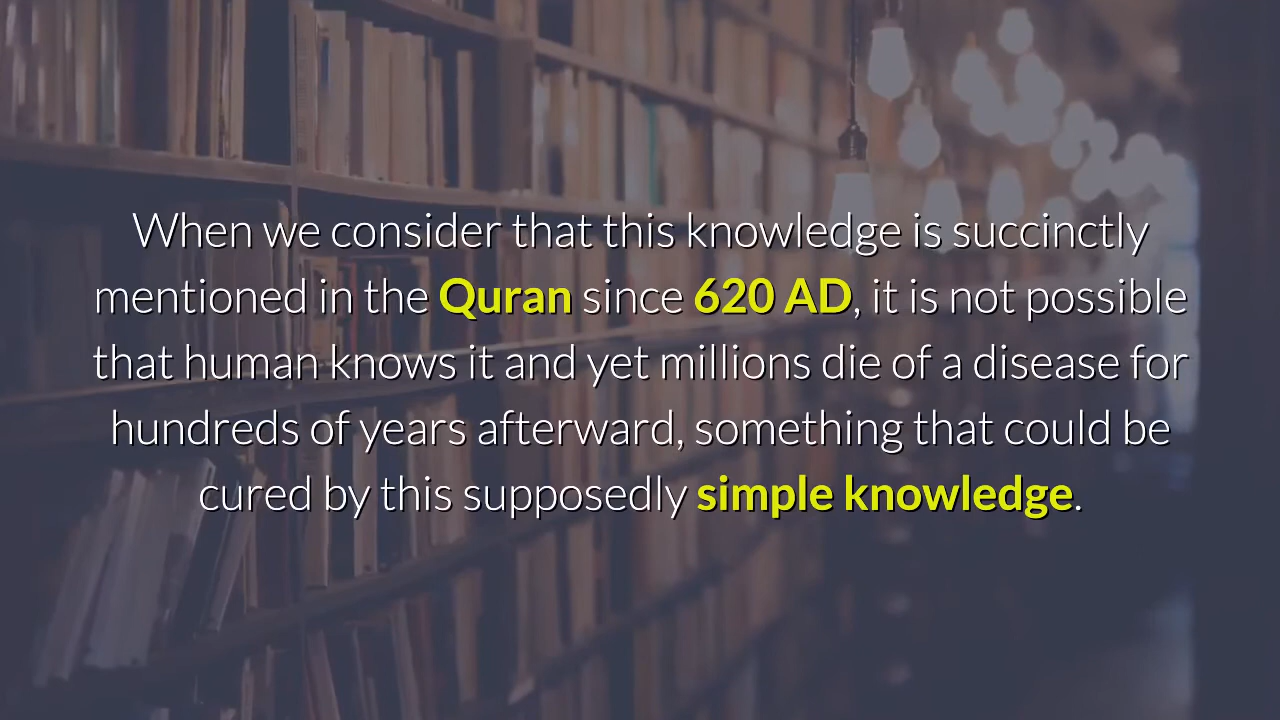 When we consider that this knowledge is succinctly
mentioned in the Quran since 620 AD, it is not possible
that human knows it and yet millions die of a disease for
hundreds of years afterward, something that could be
cured by this supposedly simple knowledge.